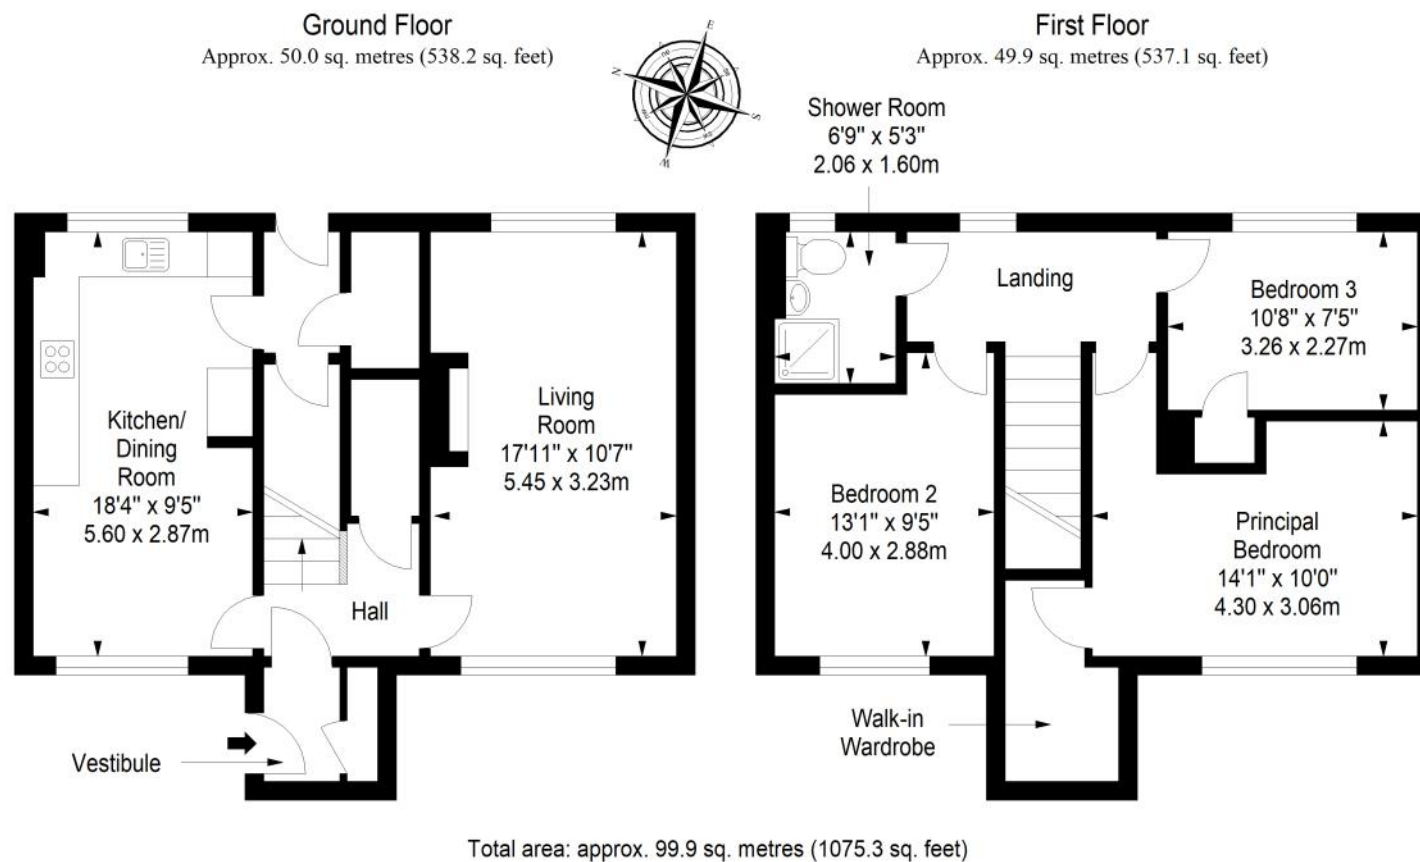 Ground Floor
Approx. 50.0 sq. metres (538.2 sq. feet)
E
N
S
W
First Floor
Approx. 49.9 sq. metres (537.1 sq. feet)
Shower Room
6'9" x 5'3"
2.06 x 1.60m
Kitchen/
Dining
Room
18'4" x 9'5"
5.60 x 2.87m
Living
Room
17'11" x 10'7"
5.45 x 3.23m
Hall
Vestibule
Landing
Bedroom 3
10'8" x 7'5"
3.26 x 2.27m
Bedroom 2
13'1" x 9'5"
4.00 x 2.88m
Principal
Bedroom
14'1" x 10'0"
4.30 x 3.06m
Walk-in
Wardrobe
Total area: approx. 99.9 sq. metres (1075.3 sq. feet)